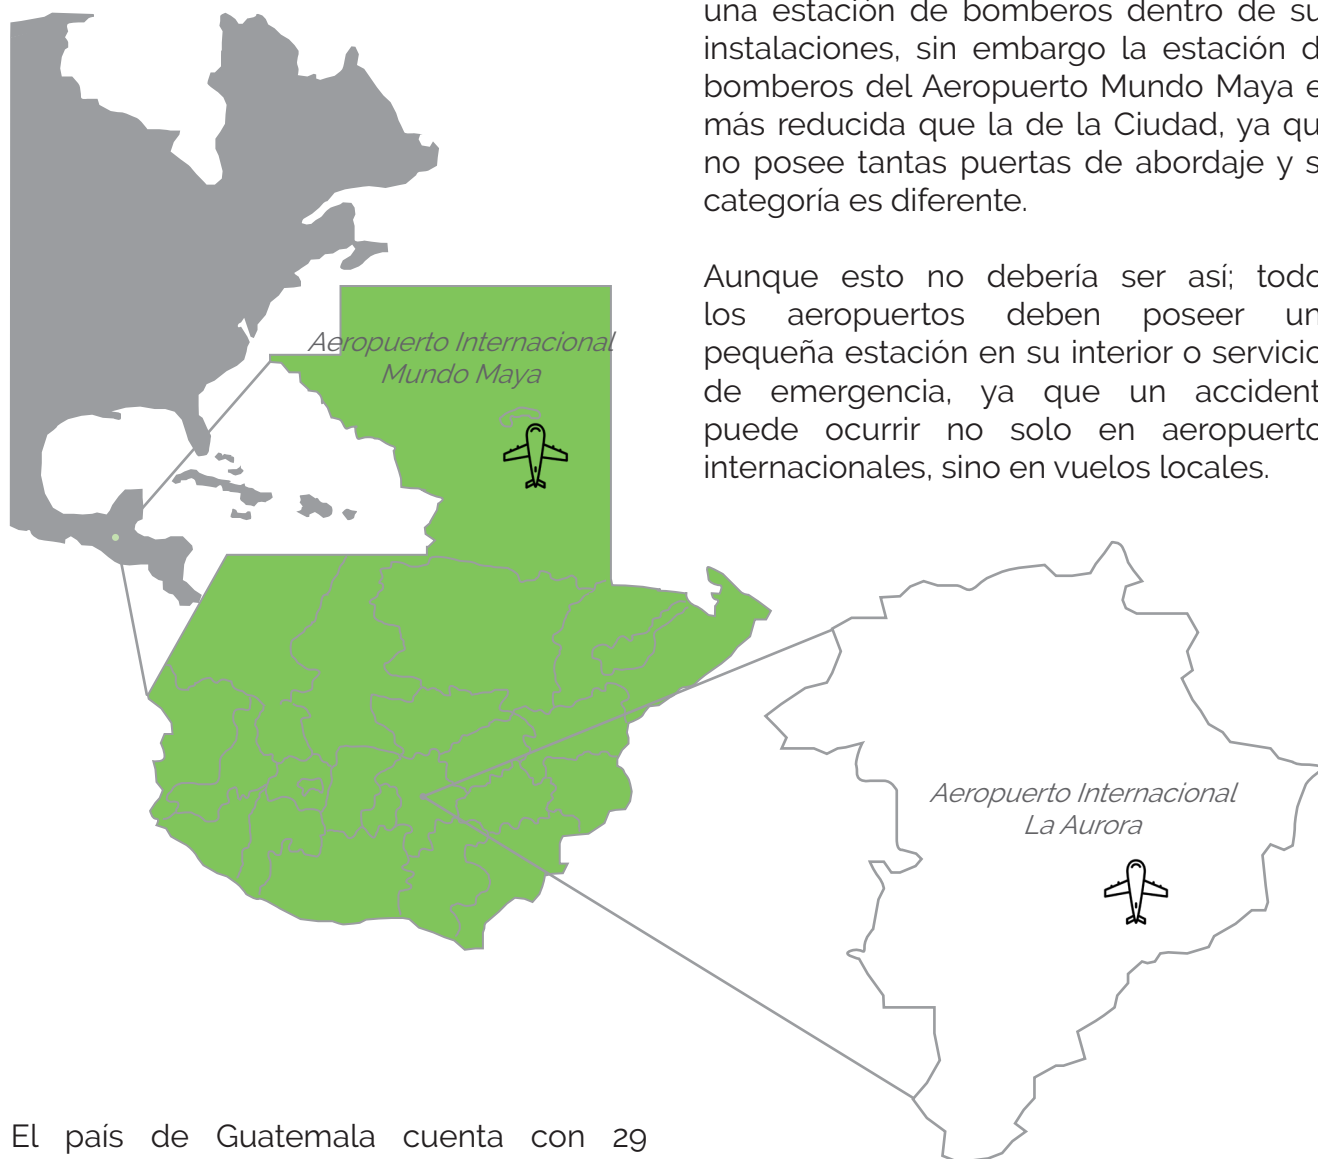 una estación de bomberos dentro de su
instalaciones, sin embargo la estación d
bomberos del Aeropuerto Mundo Maya e
más reducida que la de la Ciudad, ya qu
no posee tantas puertas de abordaje y s
categoría es diferente.
Aunque esto no debería ser así; todo
los aeropuertos deben poseer un
pequeña estación en su interior o servicio
de emergencia, ya que un accident
puede ocurrir no solo en aeropuerto
internacionales, sino en vuelos locales.
Aeropuerto Internacional
Mundo Maya
Aeropuerto Internacional
La Aurora
El país de Guatemala cuenta con 29